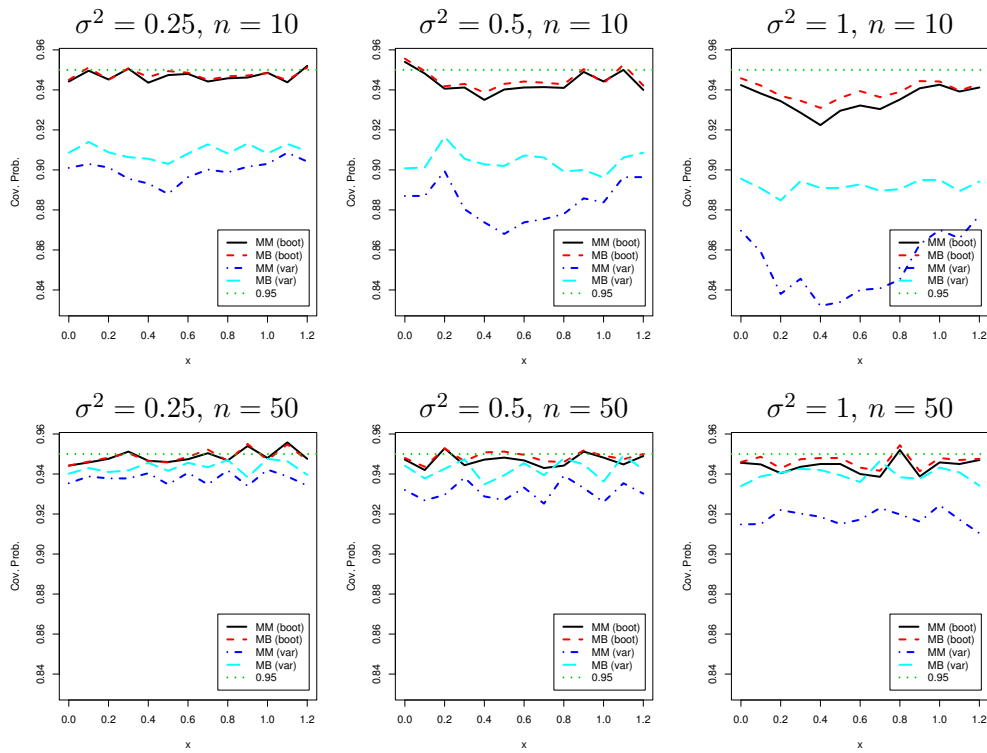 σ² = 0.25, n = 10
Cov. Prob.
0.96
0.94
0.92
0.90
0.88
0.86
0.84
MM (boot)
MB (boot)
MM (var)
MB (var)
0.95
0.0 0.2 0.4 0.6 0.8 1.0 1.2
x
σ² = 0.5, n = 10
Cov. Prob.
0.96
0.94
0.92
0.90
0.88
0.86
0.84
MM (boot)
MB (boot)
MM (var)
MB (var)
0.95
0.0 0.2 0.4 0.6 0.8 1.0 1.2
x
σ² = 1, n = 10
Cov. Prob.
0.96
0.94
0.92
0.90
0.88
0.86
0.84
MM (boot)
MB (boot)
MM (var)
MB (var)
0.95
0.0 0.2 0.4 0.6 0.8 1.0 1.2
x
σ² = 0.25, n = 50
Cov. Prob.
0.96
0.94
0.92
0.90
0.88
0.86
0.84
MM (boot)
MB (boot)
MM (var)
MB (var)
0.95
0.0 0.2 0.4 0.6 0.8 1.0 1.2
x
σ² = 0.5, n = 50
Cov. Prob.
0.96
0.94
0.92
0.90
0.88
0.86
0.84
MM (boot)
MB (boot)
MM (var)
MB (var)
0.95
0.0 0.2 0.4 0.6 0.8 1.0 1.2
x
σ² = 1, n = 50
Cov. Prob.
0.96
0.94
0.92
0.90
0.88
0.86
0.84
MM (boot)
MB (boot)
MM (var)
MB (var)
0.95
0.0 0.2 0.4 0.6 0.8 1.0 1.2
x